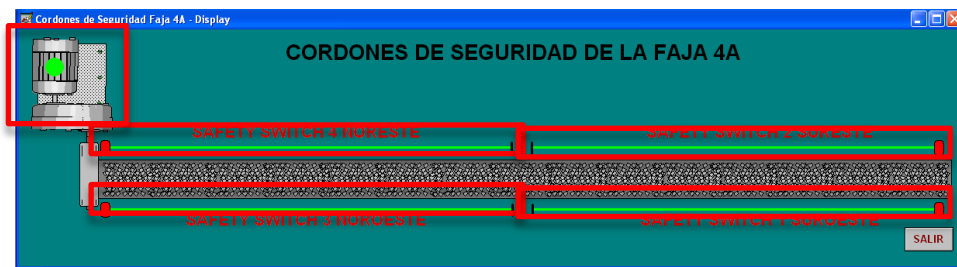 Cordones de Seguridad Faja 4A - Display
CORDONES DE SEGURIDAD DE LA FAJA 4A
SAFETY SWITCH 4 NORESTE
SAFETY SWITCH 2 SURESTE
SAFETY SWITCH 3 NOROESTE
SAFETY SWITCH 1 SUROESTE
SALIR